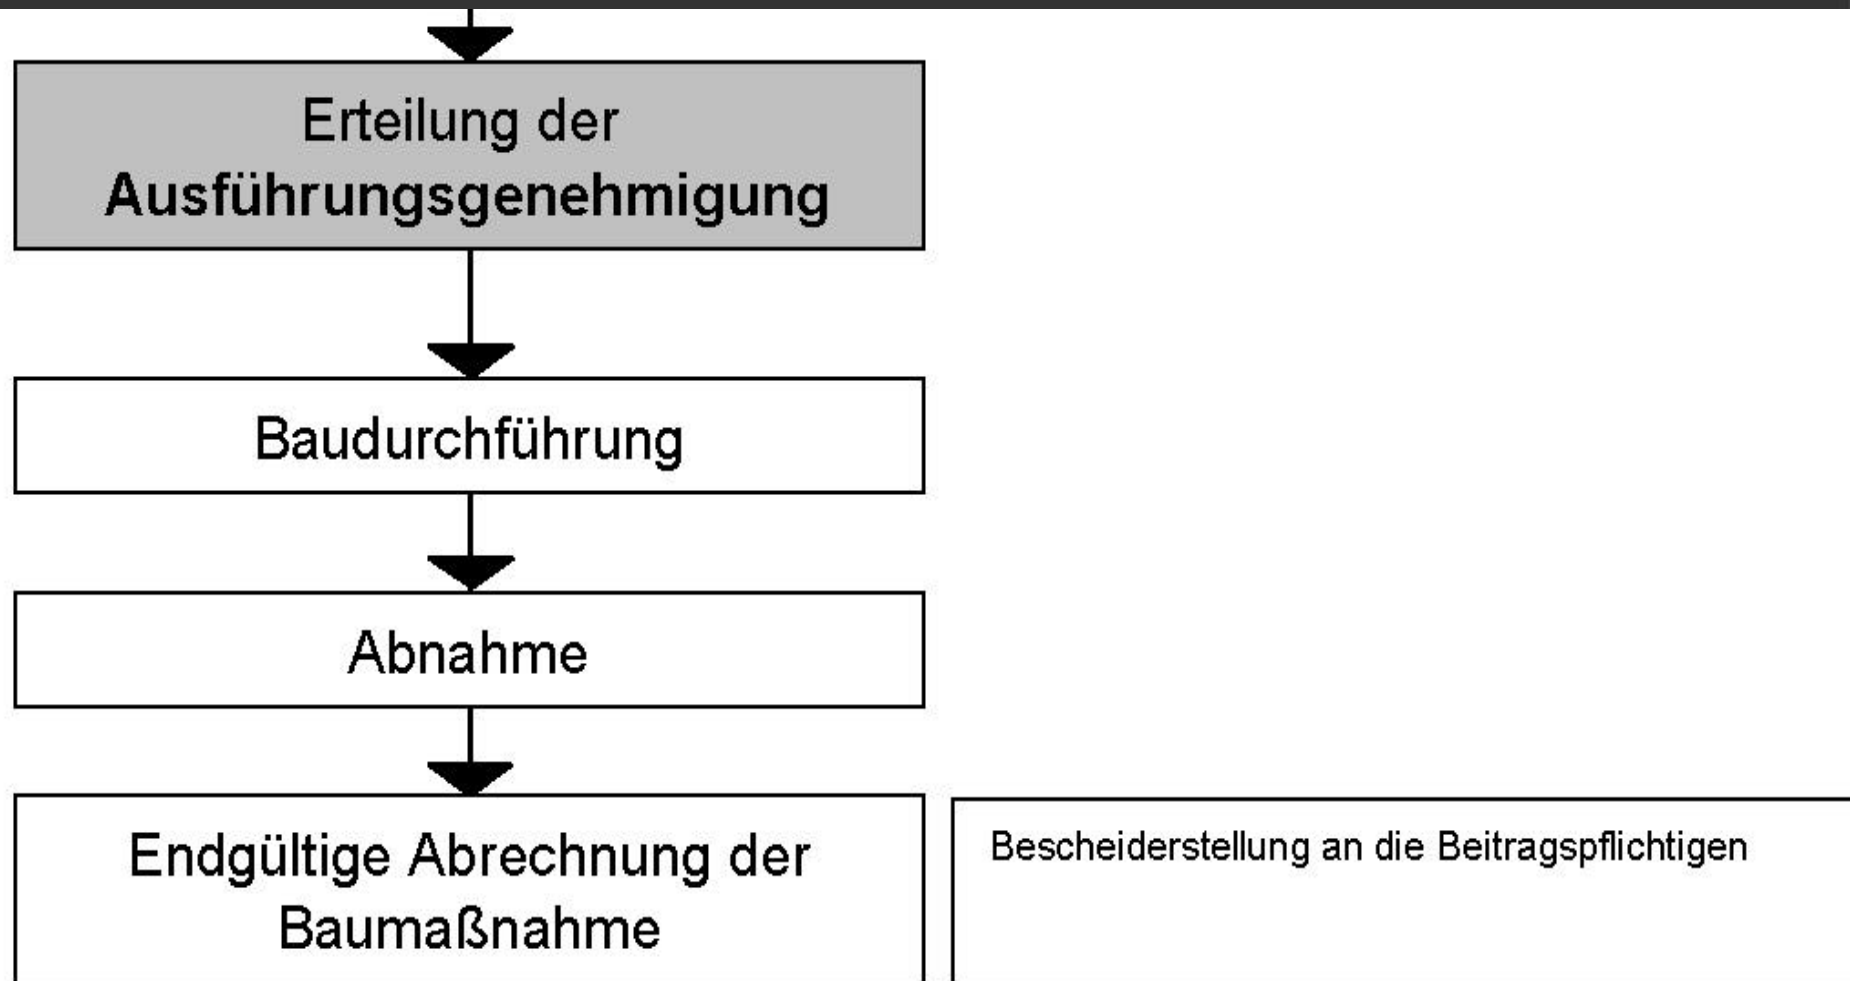 Erteilung der
Ausführungsgenehmigung
Baudurchführung
Abnahme
Endgültige Abrechnung der
Baumaßnahme
Bescheiderstellung an die Beitragspflichtigen